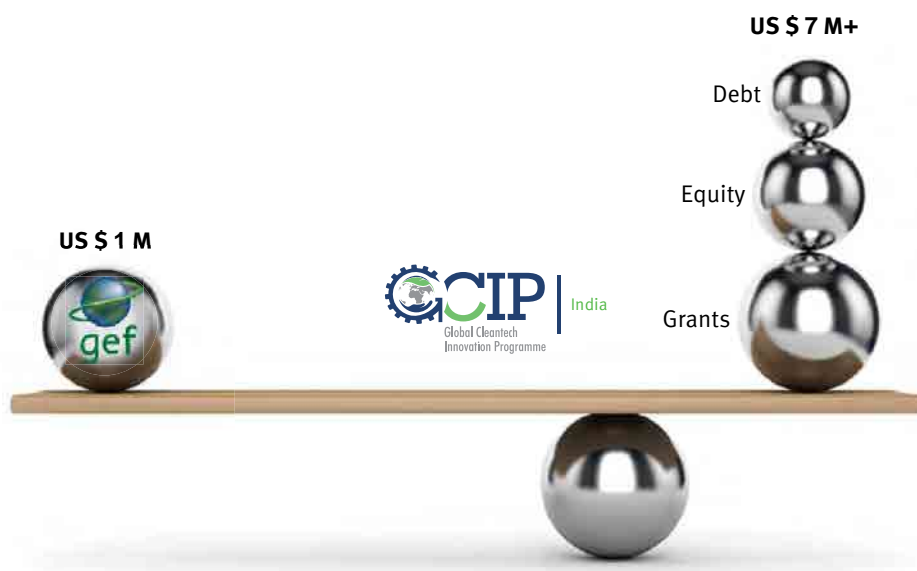 US $ 7 M+
Debt
Equity
US $ 1 M
gef
GCIP
India
Global Cleantech
Innovation Programme
Grants